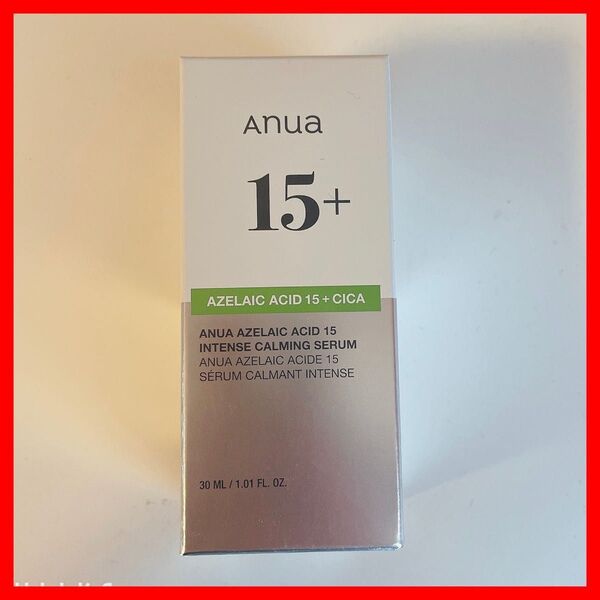 Anua
15+
AZELAIC ACID 15 + CICA
ANUA AZELAIC ACID 15
INTENSE CALMING SERUM
ANUA AZELAIC ACIDE 15
SÉRUM CALMANT INTENSE
30 ML / 1.01 FL. OZ.